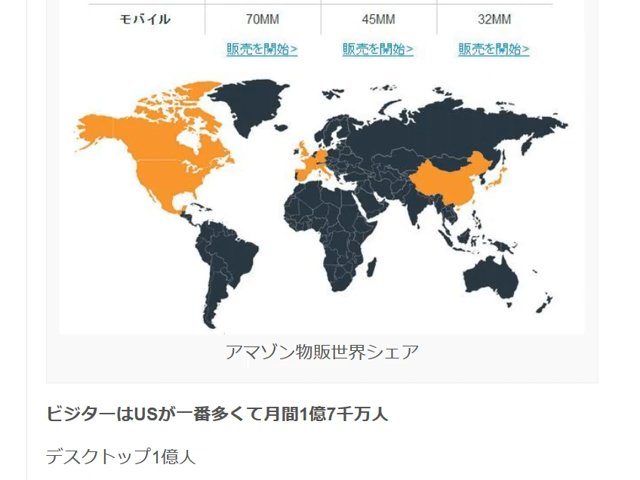 モバイル 70MM 45MM 32MM
販売を開始> 販売を開始> 販売を開始>
アマゾン物販世界シェア
ビジターはUSが一番多くて月間1億7千万人
デスクトップ1億人